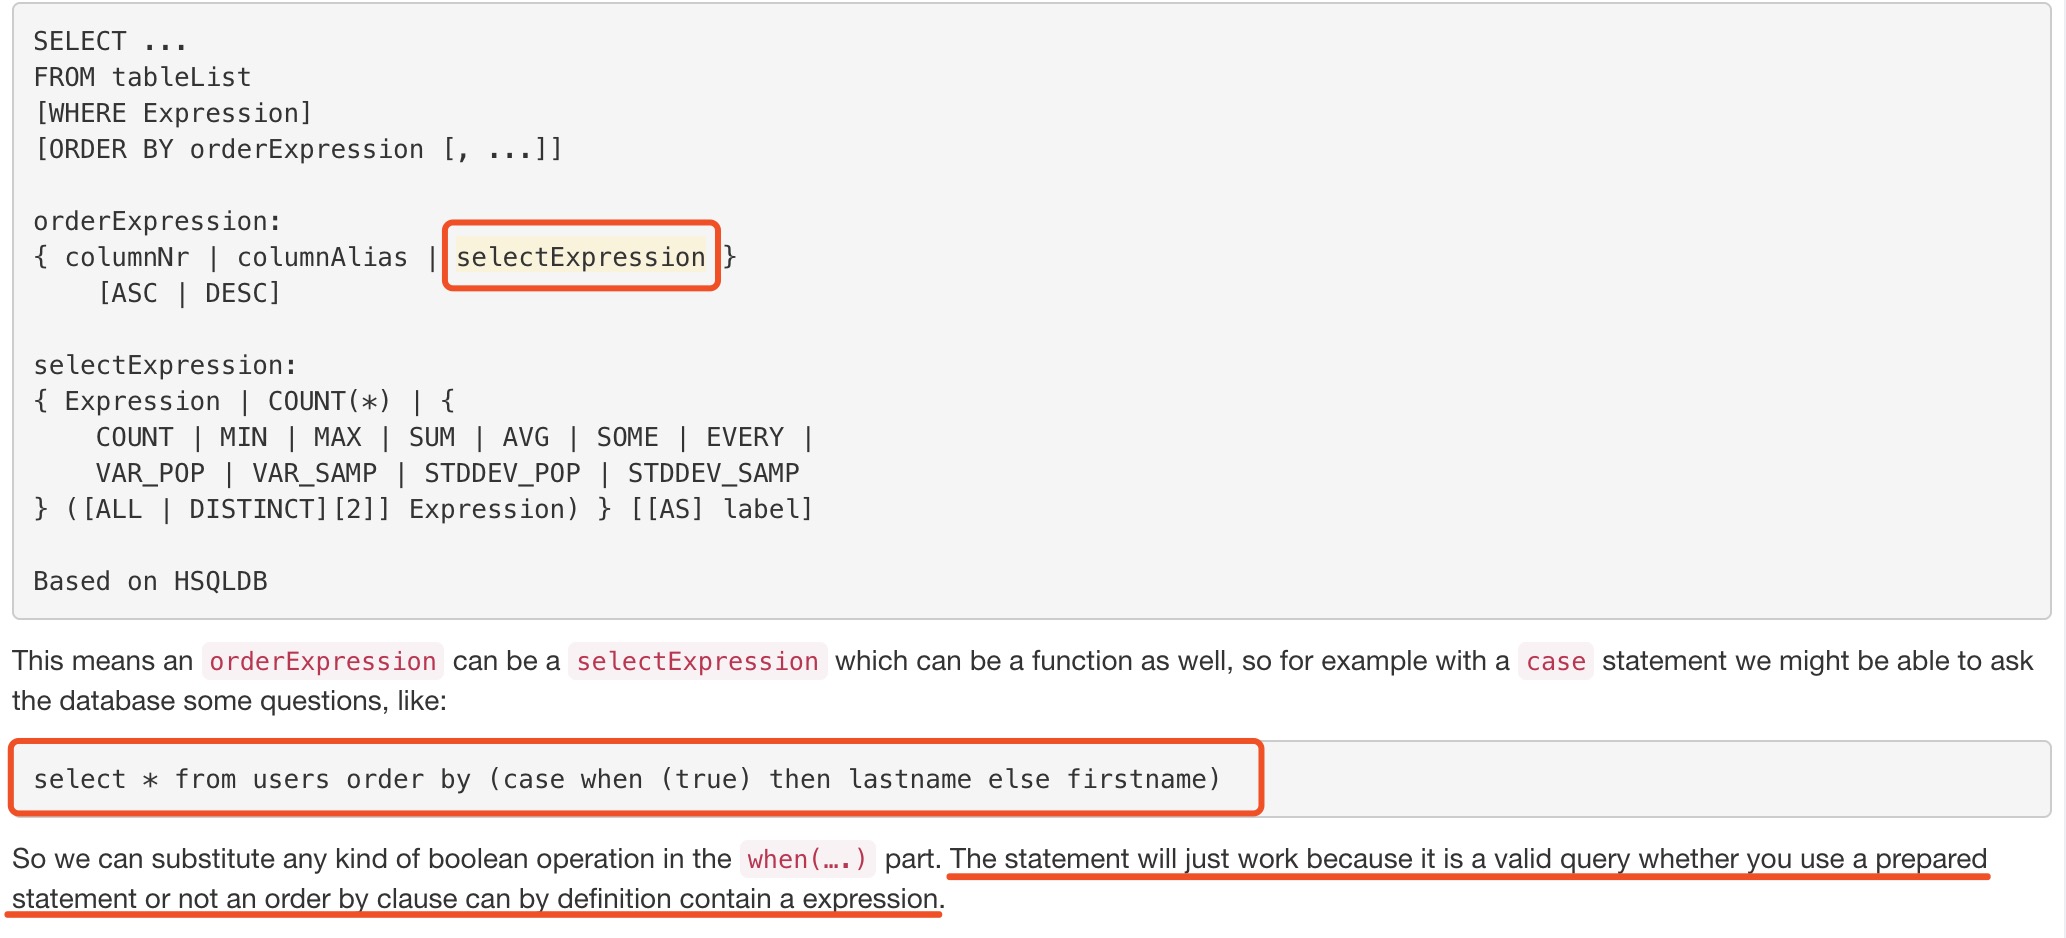 SELECT ...
FROM tableList
[WHERE Expression]
[ORDER BY orderExpression [, ...]]
orderExpression:
{ columnNr | columnAlias | selectExpression }
[ASC | DESC]
selectExpression:
{ Expression | COUNT(*) | {
COUNT | MIN | MAX | SUM | AVG | SOME | EVERY |
VAR_POP | VAR_SAMP | STDDEV_POP | STDDEV_SAMP
} ([ALL | DISTINCT][2]] Expression) } [[AS] label]
Based on HSQLDB
This means an orderExpression can be a selectExpression which can be a function as well, so for example with a case statement we might be able to ask
the database some questions, like:
select * from users order by (case when (true) then lastname else firstname)
So we can substitute any kind of boolean operation in the when(….) part. The statement will just work because it is a valid query whether you use a prepared
statement or not an order by clause can by definition contain a expression.